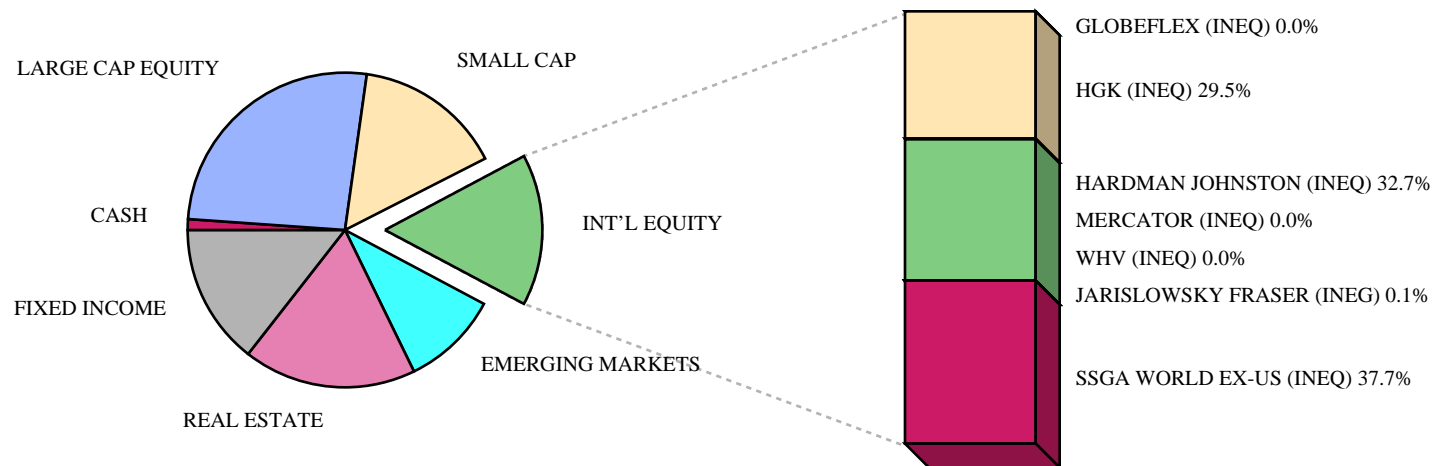 LARGE CAP EQUITY
SMALL CAP
CASH
INT'L EQUITY
FIXED INCOME
EMERGING MARKETS
REAL ESTATE
GLOBEFLEX (INEQ) 0.0%
HGK (INEQ) 29.5%
HARDMAN JOHNSTON (INEQ) 32.7%
MERCATOR (INEQ) 0.0%
WHV (INEQ) 0.0%
JARISLOWSKY FRASER (INEG) 0.1%
SSGA WORLD EX-US (INEQ) 37.7%